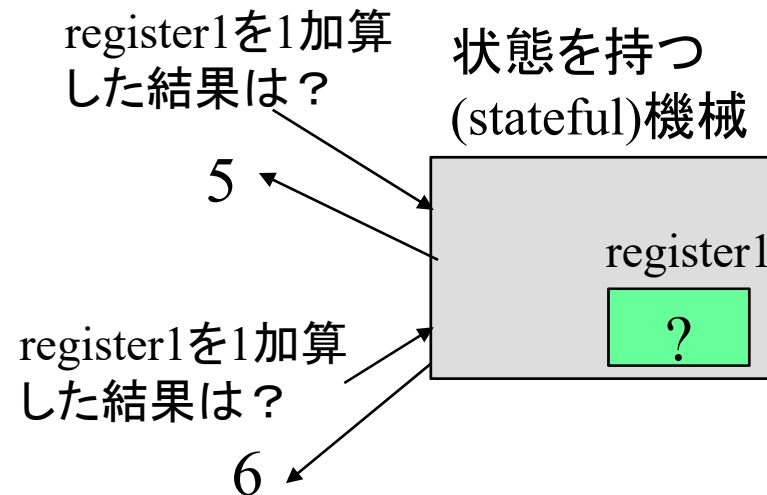 register1を1加算
した結果は？
状態を持つ
(stateful)機械
5
register1
?
register1を1加算
した結果は？
6